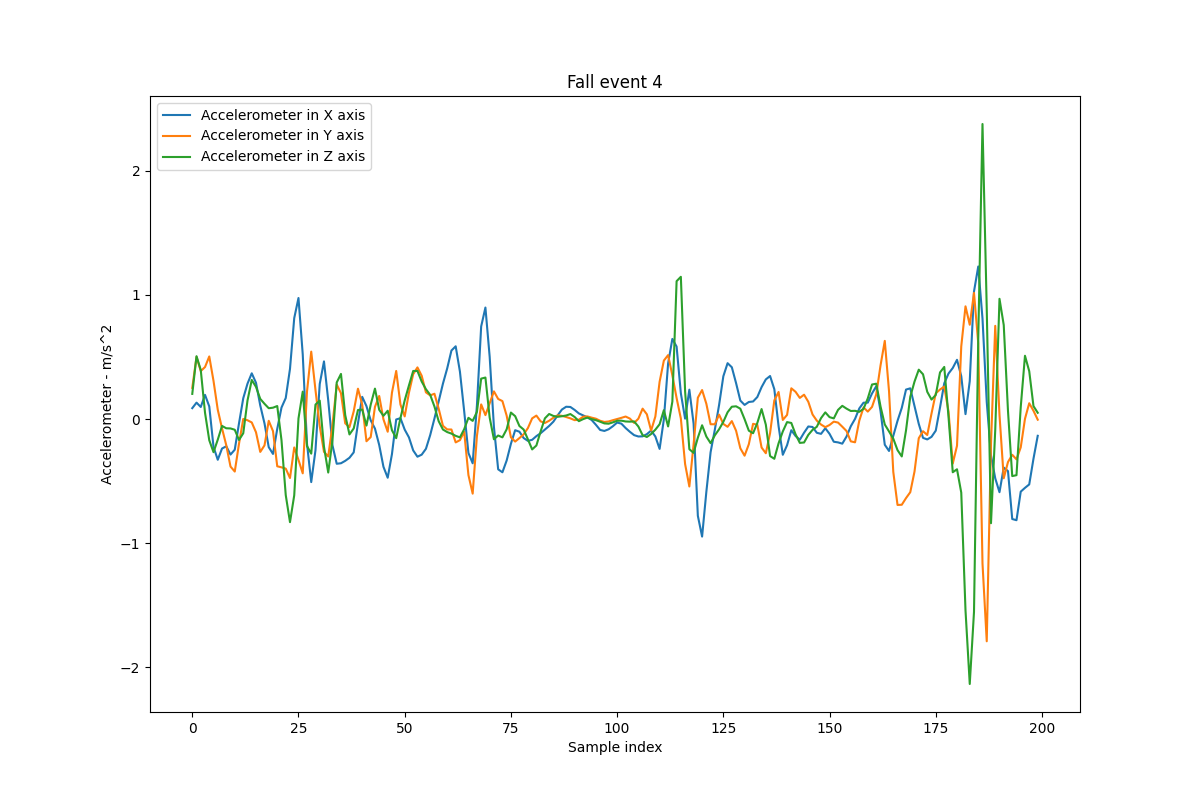 Fall event 4
Accelerometer in X axis
Accelerometer in Y axis
Accelerometer in Z axis
2
1
0
−1
−2
Accelerometer - m/s^2
0 25 50 75 100 125 150 175 200
Sample index